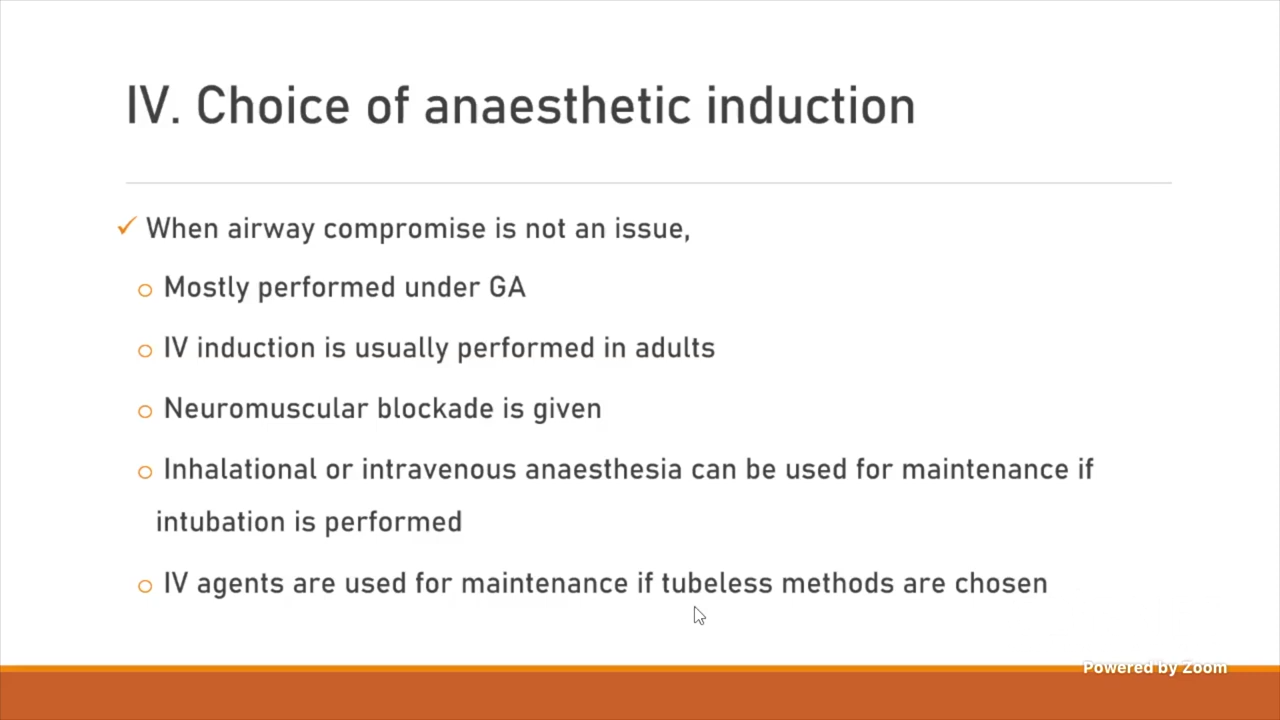 IV. Choice of anaesthetic induction
✓ When airway compromise is not an issue,
o Mostly performed under GA
o IV induction is usually performed in adults
o Neuromuscular blockade is given
o Inhalational or intravenous anaesthesia can be used for maintenance if
intubation is performed
o IV agents are used for maintenance if tubeless methods are chosen
Powered by Zoom